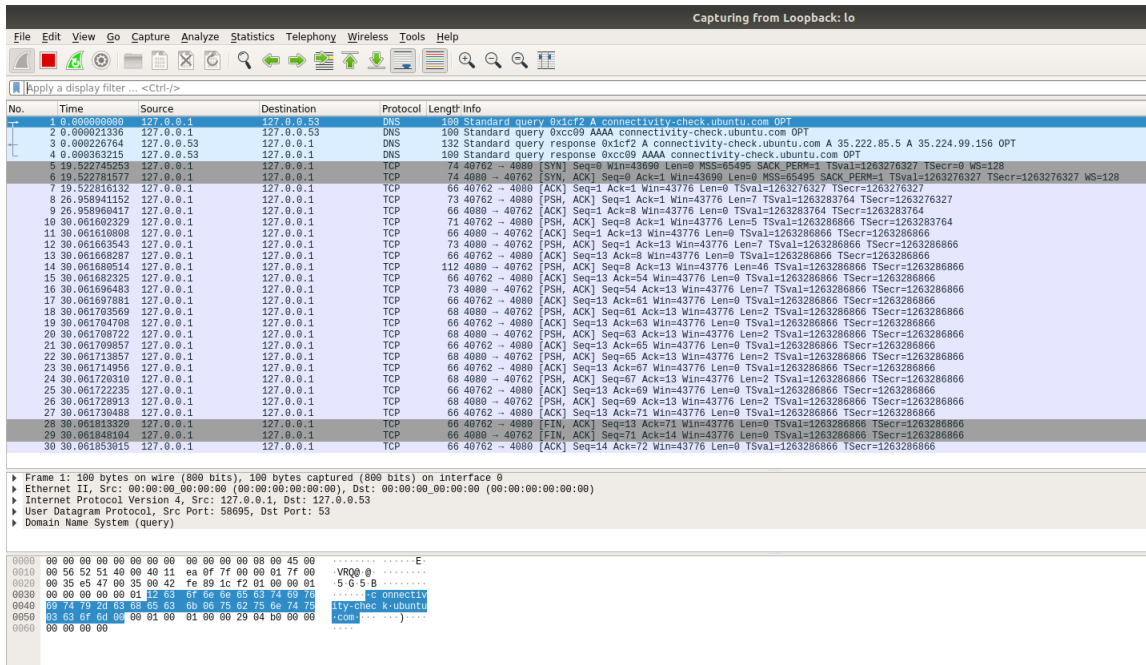 Capturing from Loopback: lo
File Edit View Go Capture Analyze Statistics Telephony Wireless Tools Help
Apply a display filter ... <Ctrl-/>
No. Time Source Destination Protocol Length Info
1 0.000000000 127.0.0.1 127.0.0.53 DNS 100 Standard query 0x1cf2 A connectivity-check.ubuntu.com OPT
2 0.000021336 127.0.0.1 127.0.0.53 DNS 100 Standard query 0xcc09 AAAA connectivity-check.ubuntu.com OPT
3 0.000226764 127.0.0.53 127.0.0.1 DNS 132 Standard query response 0x1cf2 A connectivity-check.ubuntu.com A 35.222.85.5 A 35.224.99.156 OPT
4 0.000363215 127.0.0.53 127.0.0.1 DNS 100 Standard query response 0xcc09 AAAA connectivity-check.ubuntu.com OPT
5 19.522745253 127.0.0.1 127.0.0.1 TCP 74 40762 → 4080 [SYN] Seq=0 Win=43690 Len=0 MSS=65495 SACK_PERM=1 TSval=1263276327 TSecr=0 WS=128
6 19.522781577 127.0.0.1 127.0.0.1 TCP 74 4080 → 40762 [SYN, ACK] Seq=0 Ack=1 Win=43690 Len=0 MSS=65495 SACK_PERM=1 TSval=1263276327 TSecr=1263276327 WS=128
7 19.522816132 127.0.0.1 127.0.0.1 TCP 66 40762 → 4080 [ACK] Seq=1 Ack=1 Win=43776 Len=0 TSval=1263276327 TSecr=1263276327
8 26.958941152 127.0.0.1 127.0.0.1 TCP 73 40762 → 4080 [PSH, ACK] Seq=1 Ack=1 Win=43776 Len=7 TSval=1263283764 TSecr=1263276327
9 26.958960417 127.0.0.1 127.0.0.1 TCP 66 4080 → 40762 [ACK] Seq=1 Ack=8 Win=43776 Len=0 TSval=1263283764 TSecr=1263283764
10 30.061602329 127.0.0.1 127.0.0.1 TCP 71 40762 → 4080 [PSH, ACK] Seq=8 Ack=1 Win=43776 Len=5 TSval=1263286866 TSecr=1263283764
11 30.061610808 127.0.0.1 127.0.0.1 TCP 66 4080 → 40762 [ACK] Seq=1 Ack=13 Win=43776 Len=0 TSval=1263286866 TSecr=1263286866
12 30.061663543 127.0.0.1 127.0.0.1 TCP 73 4080 → 40762 [PSH, ACK] Seq=1 Ack=13 Win=43776 Len=7 TSval=1263286866 TSecr=1263286866
13 30.061668287 127.0.0.1 127.0.0.1 TCP 66 40762 → 4080 [ACK] Seq=13 Ack=8 Win=43776 Len=0 TSval=1263286866 TSecr=1263286866
14 30.061680514 127.0.0.1 127.0.0.1 TCP 112 4080 → 40762 [PSH, ACK] Seq=8 Ack=13 Win=43776 Len=46 TSval=1263286866 TSecr=1263286866
15 30.061682325 127.0.0.1 127.0.0.1 TCP 66 40762 → 4080 [ACK] Seq=13 Ack=54 Win=43776 Len=0 TSval=1263286866 TSecr=1263286866
16 30.061696483 127.0.0.1 127.0.0.1 TCP 73 4080 → 40762 [PSH, ACK] Seq=54 Ack=13 Win=43776 Len=7 TSval=1263286866 TSecr=1263286866
17 30.061697881 127.0.0.1 127.0.0.1 TCP 66 40762 → 4080 [ACK] Seq=13 Ack=61 Win=43776 Len=0 TSval=1263286866 TSecr=1263286866
18 30.061703569 127.0.0.1 127.0.0.1 TCP 68 4080 → 40762 [PSH, ACK] Seq=61 Ack=13 Win=43776 Len=2 TSval=1263286866 TSecr=1263286866
19 30.061704708 127.0.0.1 127.0.0.1 TCP 66 40762 → 4080 [ACK] Seq=13 Ack=63 Win=43776 Len=0 TSval=1263286866 TSecr=1263286866
20 30.061708722 127.0.0.1 127.0.0.1 TCP 68 4080 → 40762 [PSH, ACK] Seq=63 Ack=13 Win=43776 Len=2 TSval=1263286866 TSecr=1263286866
21 30.061709857 127.0.0.1 127.0.0.1 TCP 66 40762 → 4080 [ACK] Seq=13 Ack=65 Win=43776 Len=0 TSval=1263286866 TSecr=1263286866
22 30.061713857 127.0.0.1 127.0.0.1 TCP 68 4080 → 40762 [PSH, ACK] Seq=65 Ack=13 Win=43776 Len=2 TSval=1263286866 TSecr=1263286866
23 30.061714956 127.0.0.1 127.0.0.1 TCP 66 40762 → 4080 [ACK] Seq=13 Ack=67 Win=43776 Len=0 TSval=1263286866 TSecr=1263286866
24 30.061720310 127.0.0.1 127.0.0.1 TCP 68 4080 → 40762 [PSH, ACK] Seq=67 Ack=13 Win=43776 Len=2 TSval=1263286866 TSecr=1263286866
25 30.061722235 127.0.0.1 127.0.0.1 TCP 66 40762 → 4080 [ACK] Seq=13 Ack=69 Win=43776 Len=0 TSval=1263286866 TSecr=1263286866
26 30.061728913 127.0.0.1 127.0.0.1 TCP 68 4080 → 40762 [PSH, ACK] Seq=69 Ack=13 Win=43776 Len=2 TSval=1263286866 TSecr=1263286866
27 30.061730488 127.0.0.1 127.0.0.1 TCP 66 40762 → 4080 [ACK] Seq=13 Ack=71 Win=43776 Len=0 TSval=1263286866 TSecr=1263286866
28 30.061813320 127.0.0.1 127.0.0.1 TCP 66 40762 → 4080 [FIN, ACK] Seq=13 Ack=71 Win=43776 Len=0 TSval=1263286866 TSecr=1263286866
29 30.061848104 127.0.0.1 127.0.0.1 TCP 66 4080 → 40762 [FIN, ACK] Seq=71 Ack=14 Win=43776 Len=0 TSval=1263286866 TSecr=1263286866
30 30.061853015 127.0.0.1 127.0.0.1 TCP 66 40762 → 4080 [ACK] Seq=14 Ack=72 Win=43776 Len=0 TSval=1263286866 TSecr=1263286866
Frame 1: 100 bytes on wire (800 bits), 100 bytes captured (800 bits) on interface 0
Ethernet II, Src: 00:00:00_00:00:00 (00:00:00:00:00:00), Dst: 00:00:00_00:00:00 (00:00:00:00:00:00)
Internet Protocol Version 4, Src: 127.0.0.1, Dst: 127.0.0.53
User Datagram Protocol, Src Port: 58695, Dst Port: 53
Domain Name System (query)
0000 00 00 00 00 00 00 00 00 00 00 00 00 08 00 45 00 ········ ······E·
0010 00 56 52 51 40 00 40 11 ea 0f 7f 00 00 01 7f 00 ·VRQ@·@· ········
0020 00 35 e5 47 00 35 00 42 fe 89 1c f2 01 00 00 01 ·5·G·5·B ········
0030 00 00 00 00 00 01 12 63 6f 6e 6e 65 63 74 69 76 ·······c onnectiv
0040 69 74 79 2d 63 68 65 63 6b 06 75 62 75 6e 74 75 ity-chec k·ubuntu
0050 03 63 6f 6d 00 00 01 00 01 00 00 29 04 b0 00 00 ·com···· ···)····
0060 00 00 00 00 ····